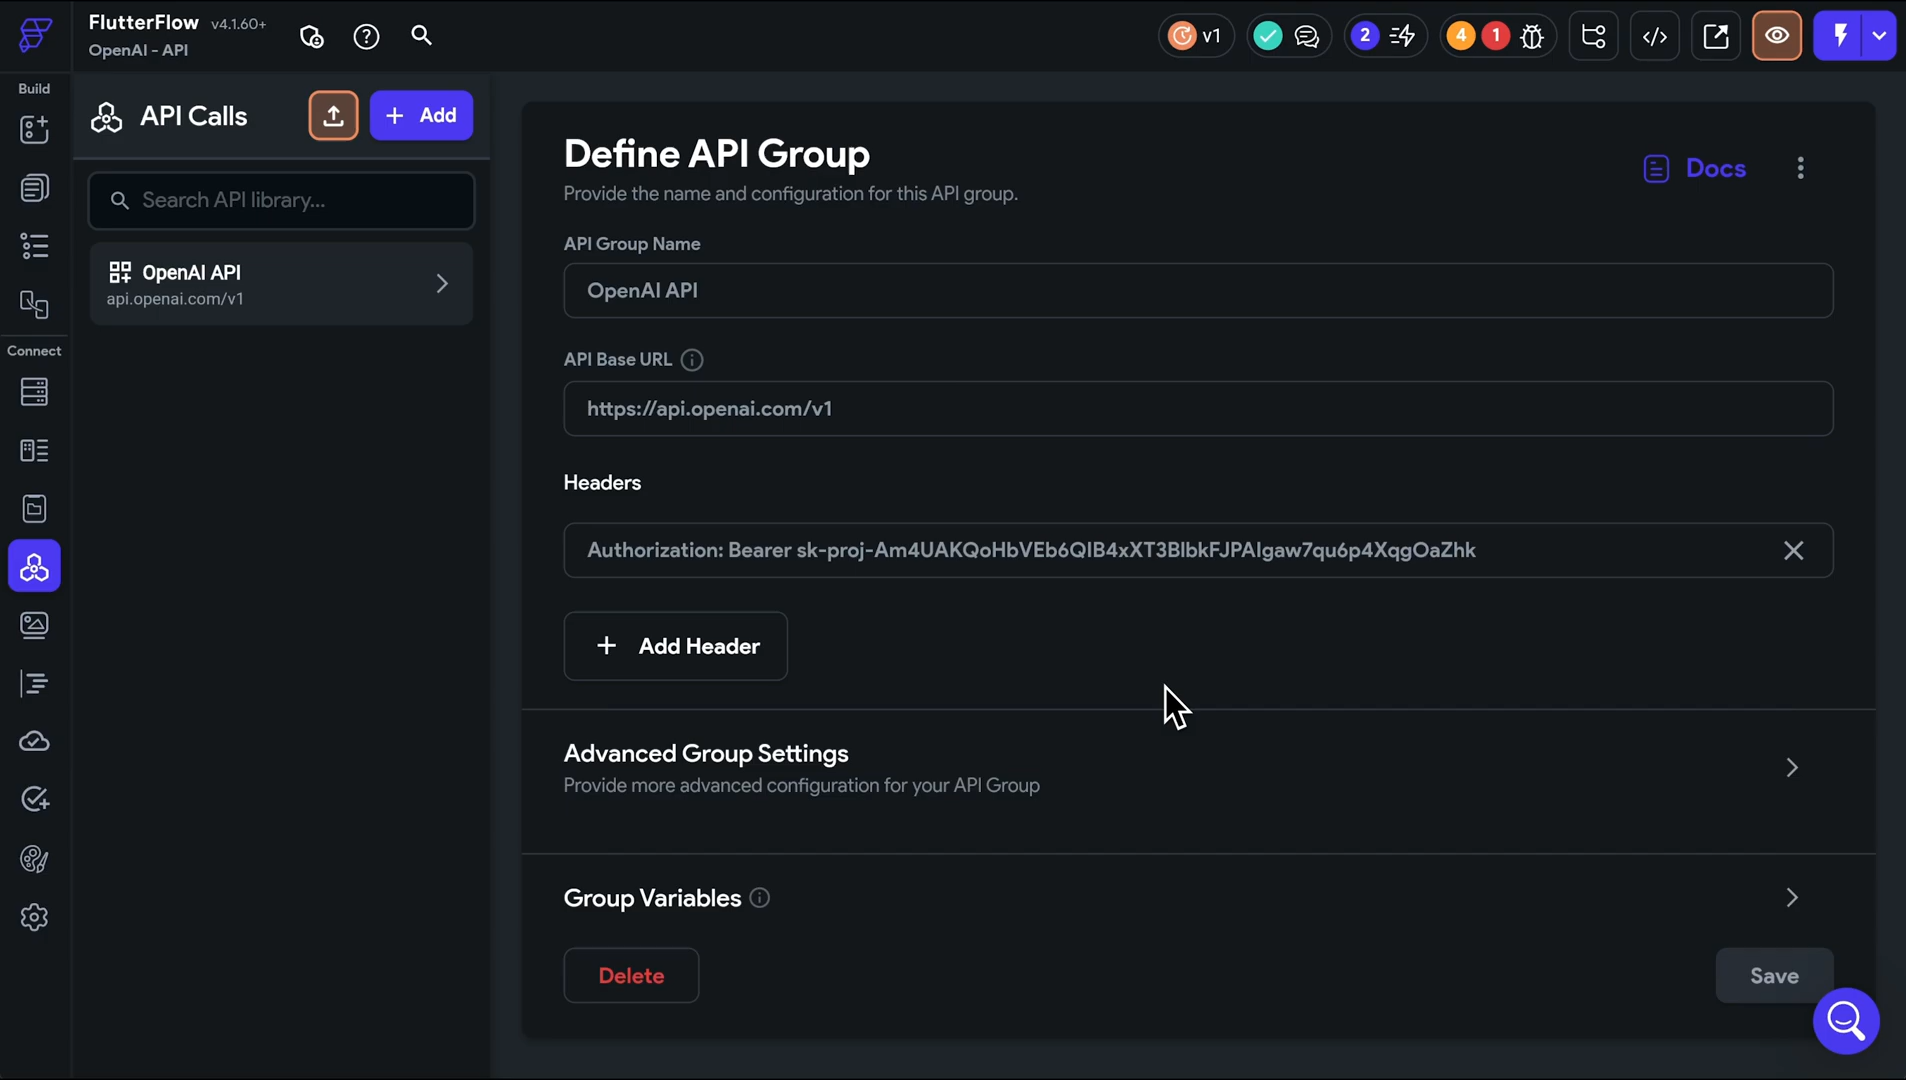 FlutterFlow v4.1.60+
OpenAI - API
v1
2
4
1
Build
API Calls
Add
Search API library...
OpenAI API
api.openai.com/v1
Connect
Define API Group
Provide the name and configuration for this API group.
Docs
API Group Name
OpenAI API
API Base URL
https://api.openai.com/v1
Headers
Authorization: Bearer sk-proj-Am4UAKQoHbVEb6QIB4xXT3BIbkFJPAIgaw7qu6p4XqgOaZhk
Add Header
Advanced Group Settings
Provide more advanced configuration for your API Group
Group Variables
Delete
Save